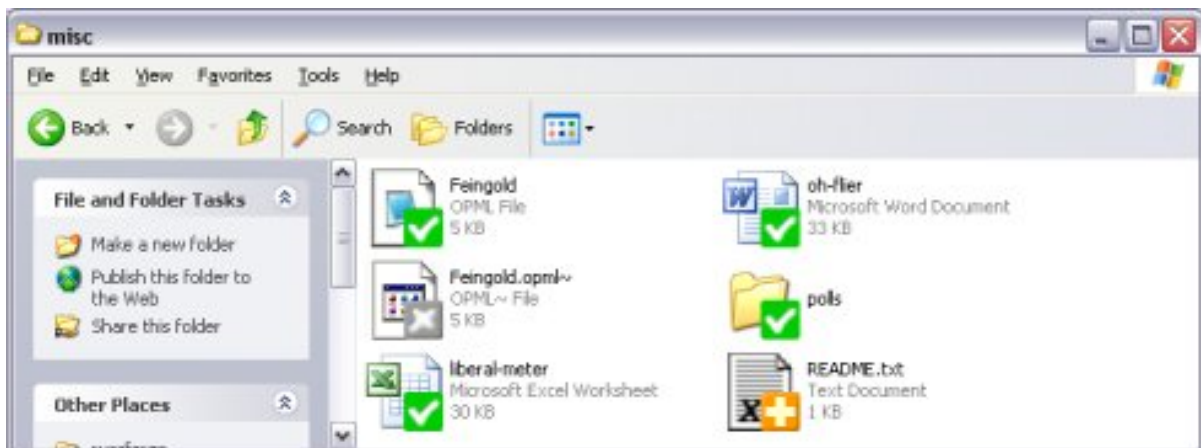 misc
File Edit View Favorites Tools Help
Back Search Folders
File and Folder Tasks
Make a new folder
Publish this folder to
the Web
Share this folder
Other Places
Feingold
OPML File
5 KB
oh-flier
Microsoft Word Document
33 KB
Feingold.opml~
OPML~ File
5 KB
polls
liberal-meter
Microsoft Excel Worksheet
30 KB
README.txt
Text Document
1 KB